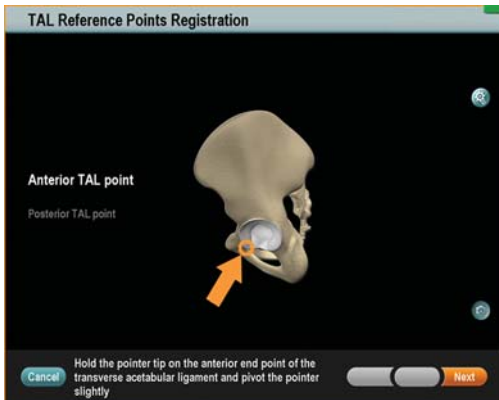 TAL Reference Points Registration
Anterior TAL point
Posterior TAL point
Cancel
Hold the pointer tip on the anterior end point of the
transverse acetabular ligament and pivot the pointer
slightly
Next